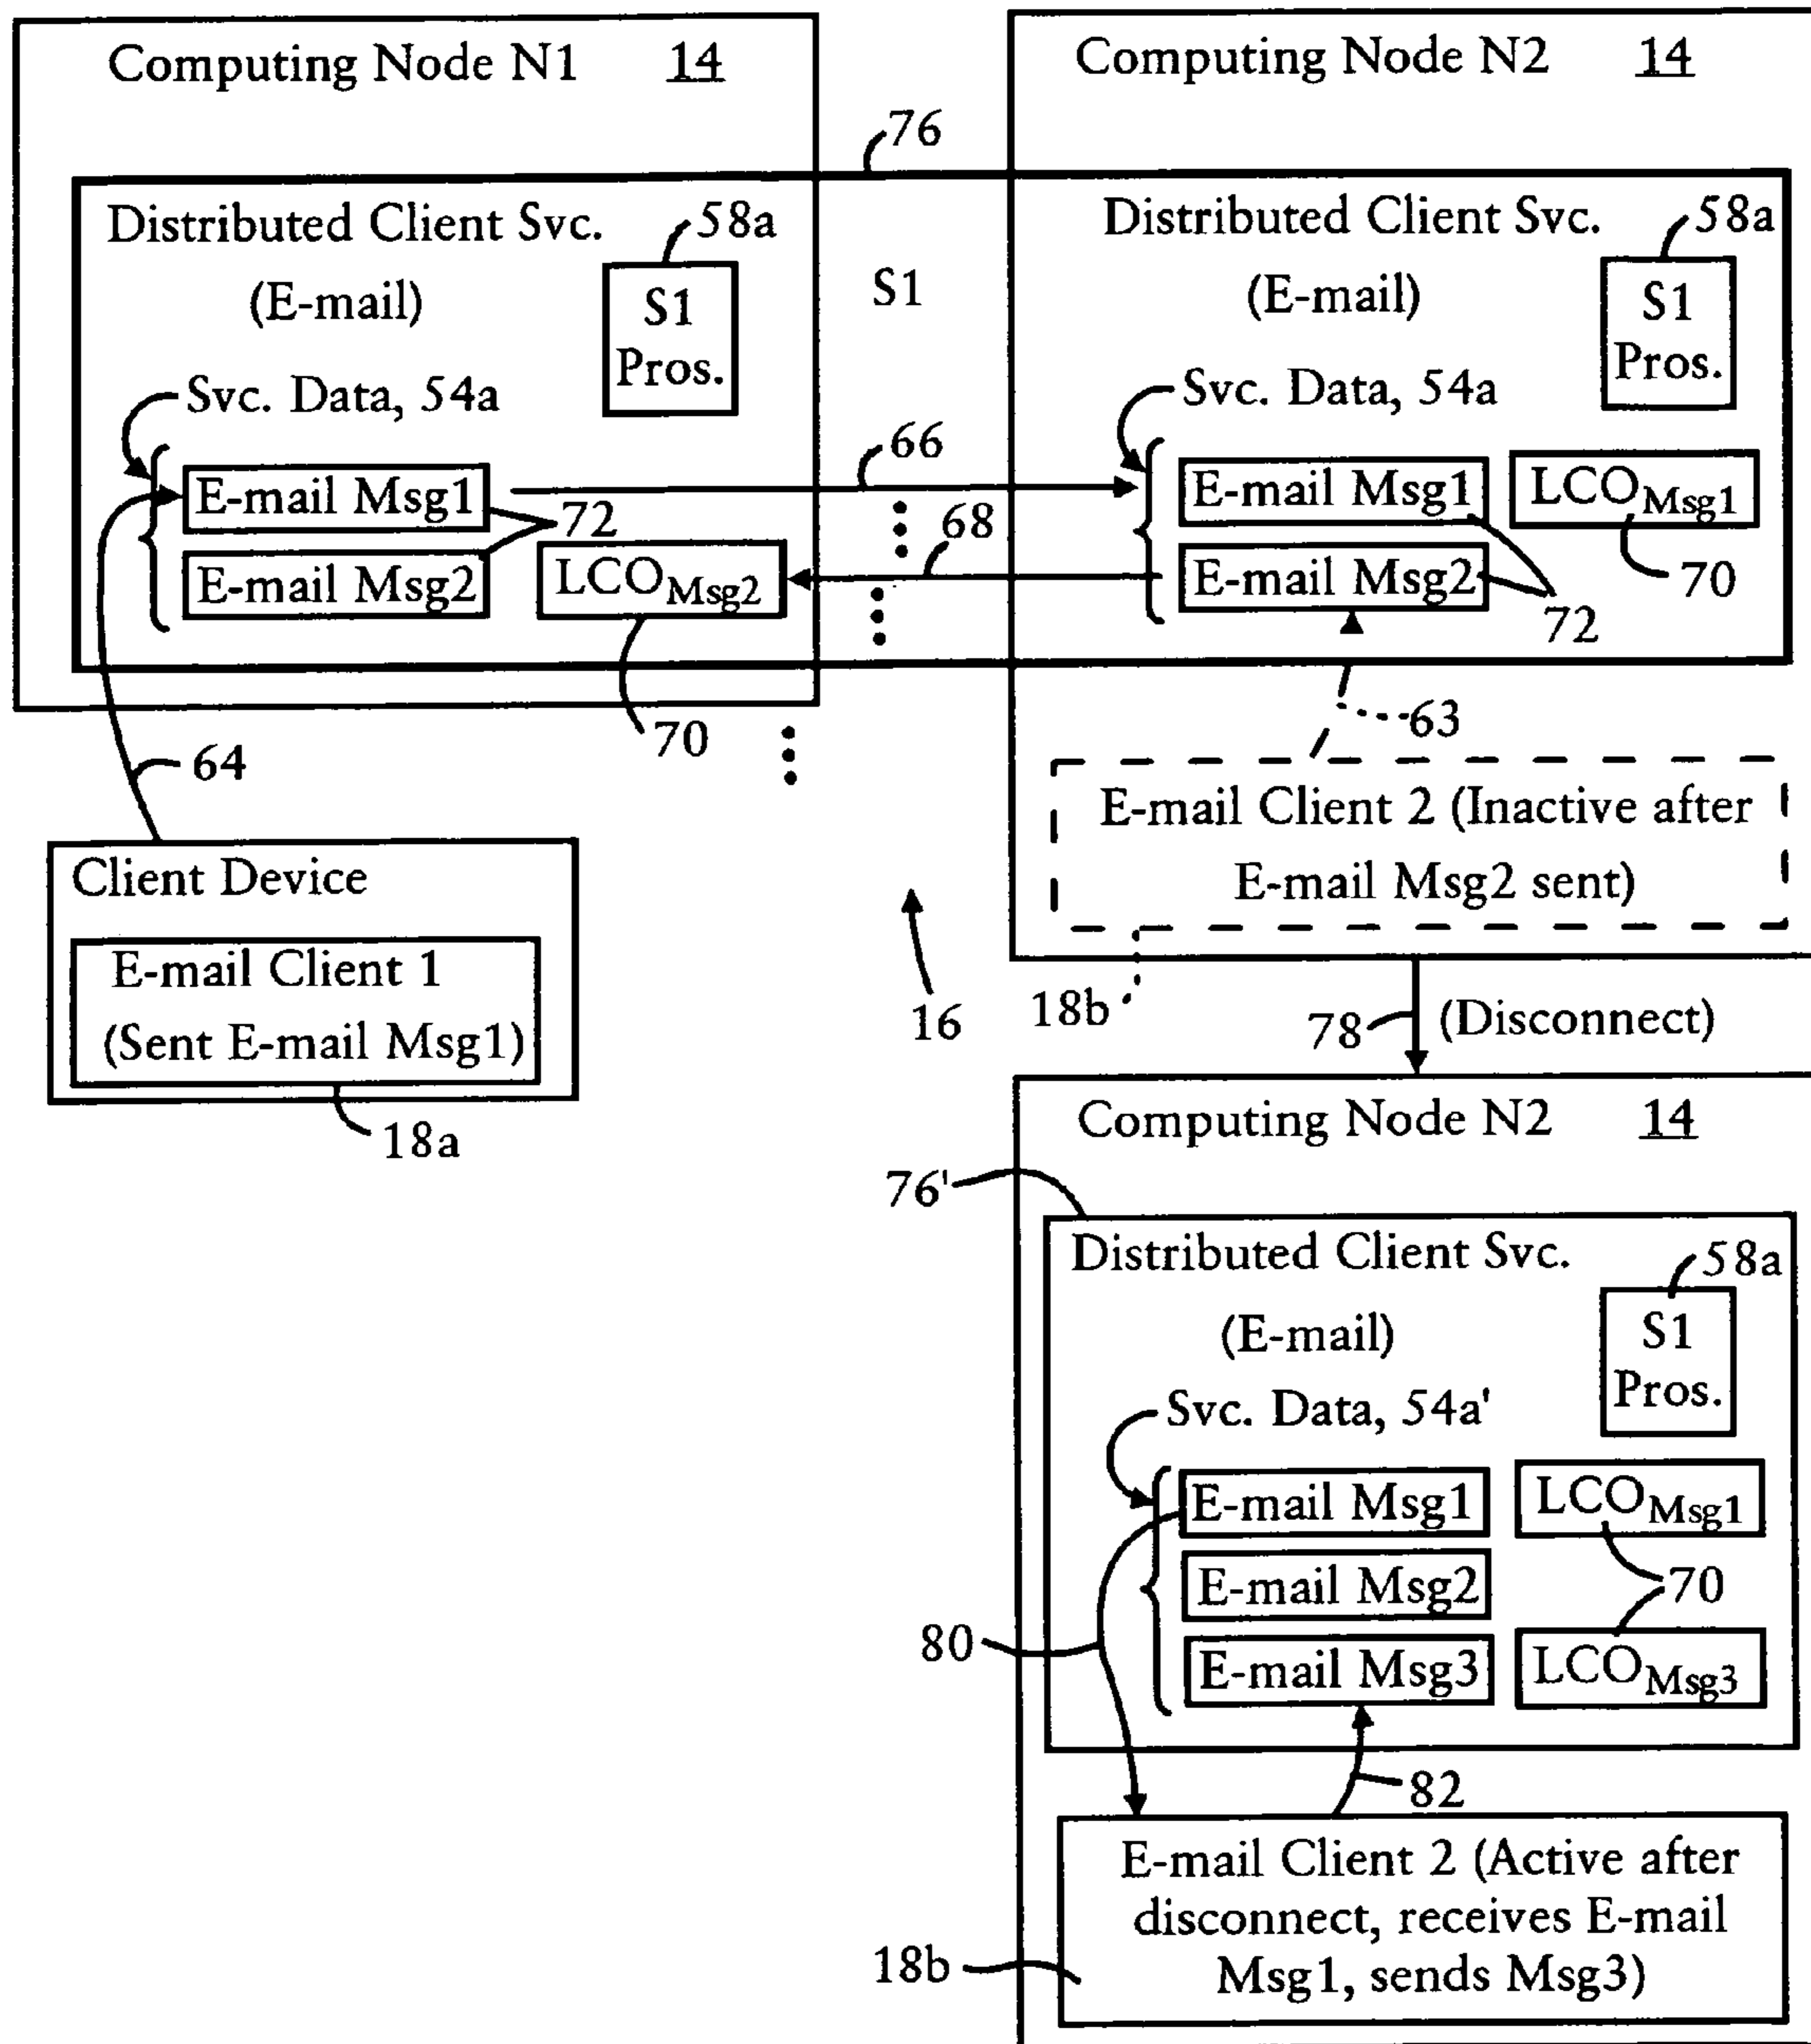 Computing Node N1 14
76
Distributed Client Svc.
58a
(E-mail)
S1
Pros.
Svc. Data, 54a
E-mail Msg1
72
E-mail Msg2
LCOMsg2
70
64
S1
66
68
Computing Node N2 14
Distributed Client Svc.
58a
(E-mail)
S1
Pros.
Svc. Data, 54a
E-mail Msg1
LCOMsg1
70
E-mail Msg2
72
63
E-mail Client 2 (Inactive after
E-mail Msg2 sent)
18b
16
Client Device
E-mail Client 1
(Sent E-mail Msg1)
18a
78
(Disconnect)
Computing Node N2 14
76'
Distributed Client Svc.
58a
(E-mail)
S1
Pros.
Svc. Data, 54a'
E-mail Msg1
LCOMsg1
E-mail Msg2
70
80
E-mail Msg3
LCOMsg3
82
E-mail Client 2 (Active after
disconnect, receives E-mail
Msg1, sends Msg3)
18b